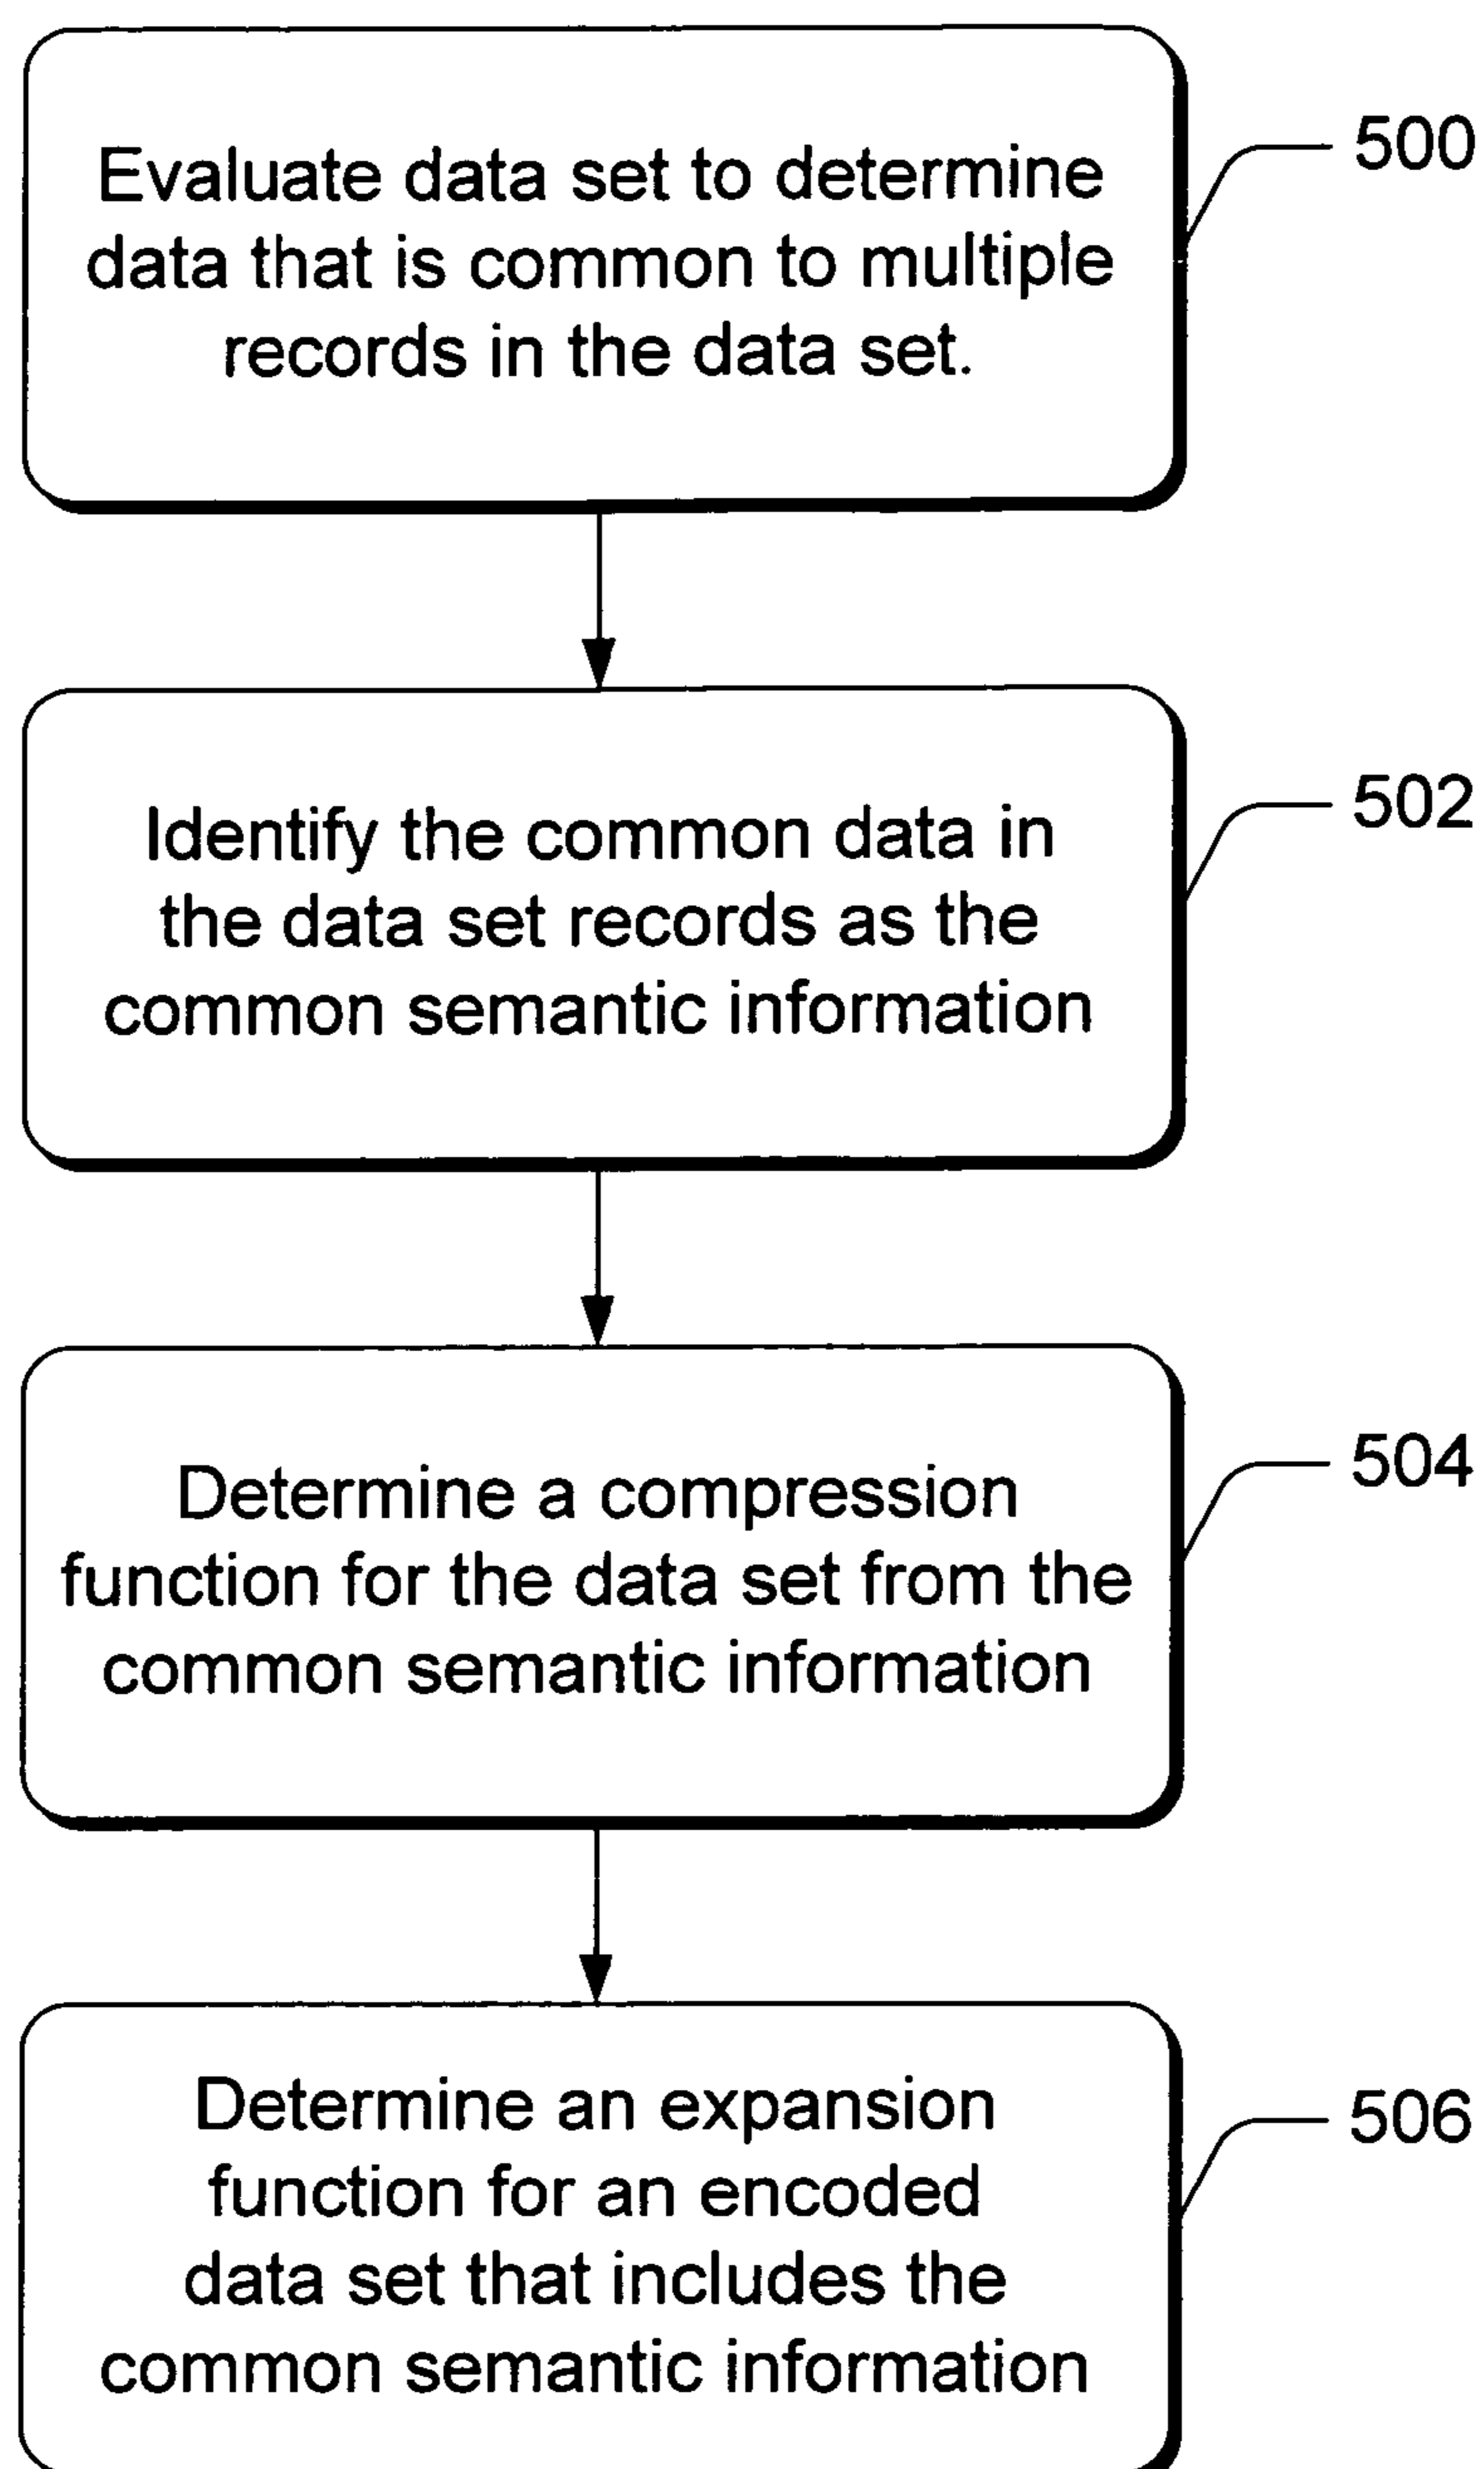 Evaluate data set to determine
data that is common to multiple
records in the data set.
500
Identify the common data in
the data set records as the
common semantic information
502
Determine a compression
function for the data set from the
common semantic information
504
Determine an expansion
function for an encoded
data set that includes the
common semantic information
506